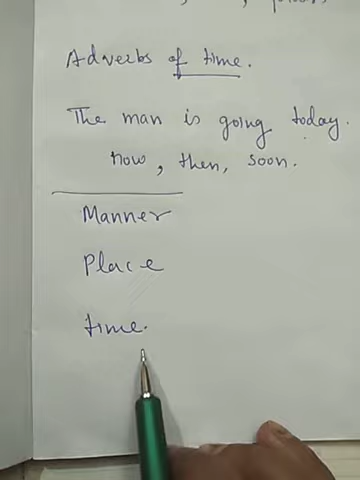 Adverbs of time.
The man is going today.
now, then, soon.
Manner
Place
time.